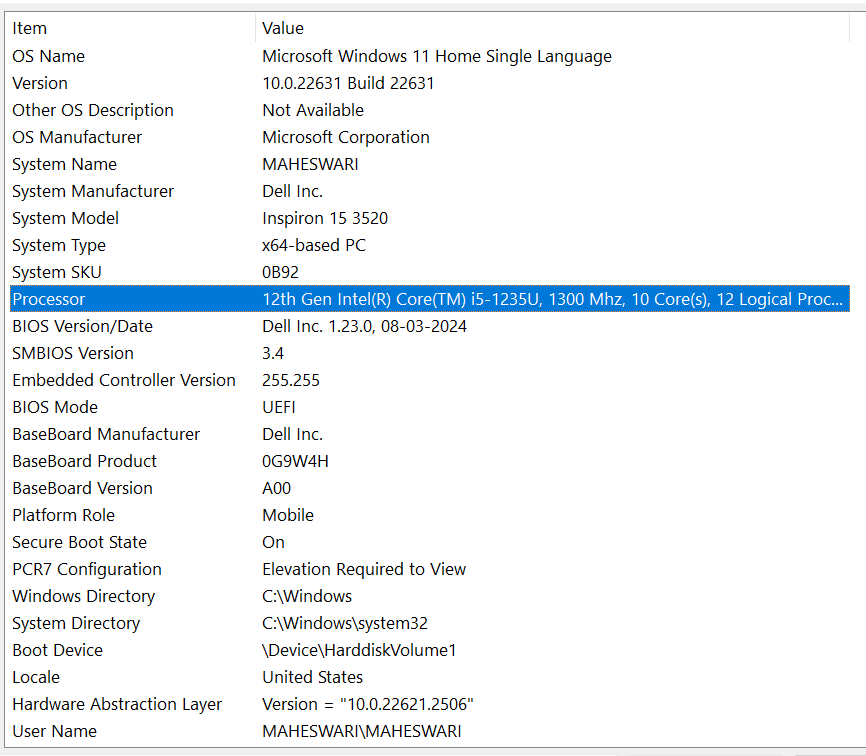 Item Value
OS Name Microsoft Windows 11 Home Single Language
Version 10.0.22631 Build 22631
Other OS Description Not Available
OS Manufacturer Microsoft Corporation
System Name MAHESWARI
System Manufacturer Dell Inc.
System Model Inspiron 15 3520
System Type x64-based PC
System SKU 0B92
Processor 12th Gen Intel(R) Core(TM) i5-1235U, 1300 Mhz, 10 Core(s), 12 Logical Proc...
BIOS Version/Date Dell Inc. 1.23.0, 08-03-2024
SMBIOS Version 3.4
Embedded Controller Version 255.255
BIOS Mode UEFI
BaseBoard Manufacturer Dell Inc.
BaseBoard Product 0G9W4H
BaseBoard Version A00
Platform Role Mobile
Secure Boot State On
PCR7 Configuration Elevation Required to View
Windows Directory C:\Windows
System Directory C:\Windows\system32
Boot Device \Device\HarddiskVolume1
Locale United States
Hardware Abstraction Layer Version = "10.0.22621.2506"
User Name MAHESWARI\MAHESWARI